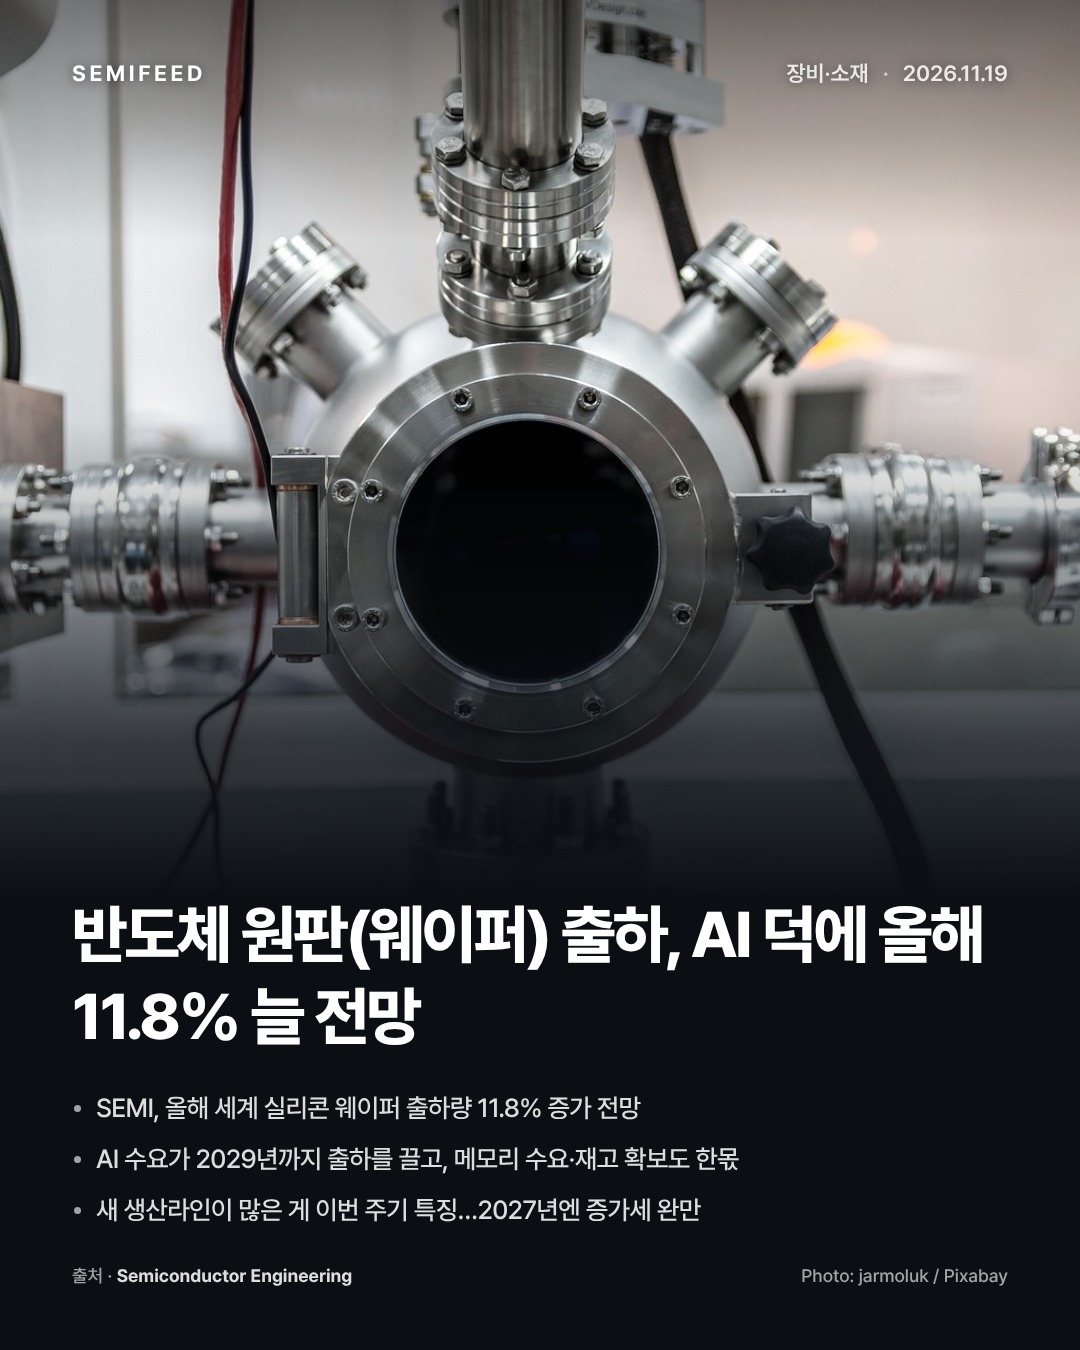 SEMIFEED
장비·소재 · 2026.11.19
반도체 원판(웨이퍼) 출하, AI 덕에 올해
11.8% 늘 전망
• SEMI, 올해 세계 실리콘 웨이퍼 출하량 11.8% 증가 전망
• AI 수요가 2029년까지 출하를 끌고, 메모리 수요·재고 확보도 한몫
• 새 생산라인이 많은 게 이번 주기 특징…2027년엔 증가세 완만
출처 · Semiconductor Engineering
Photo: jarmoluk / Pixabay